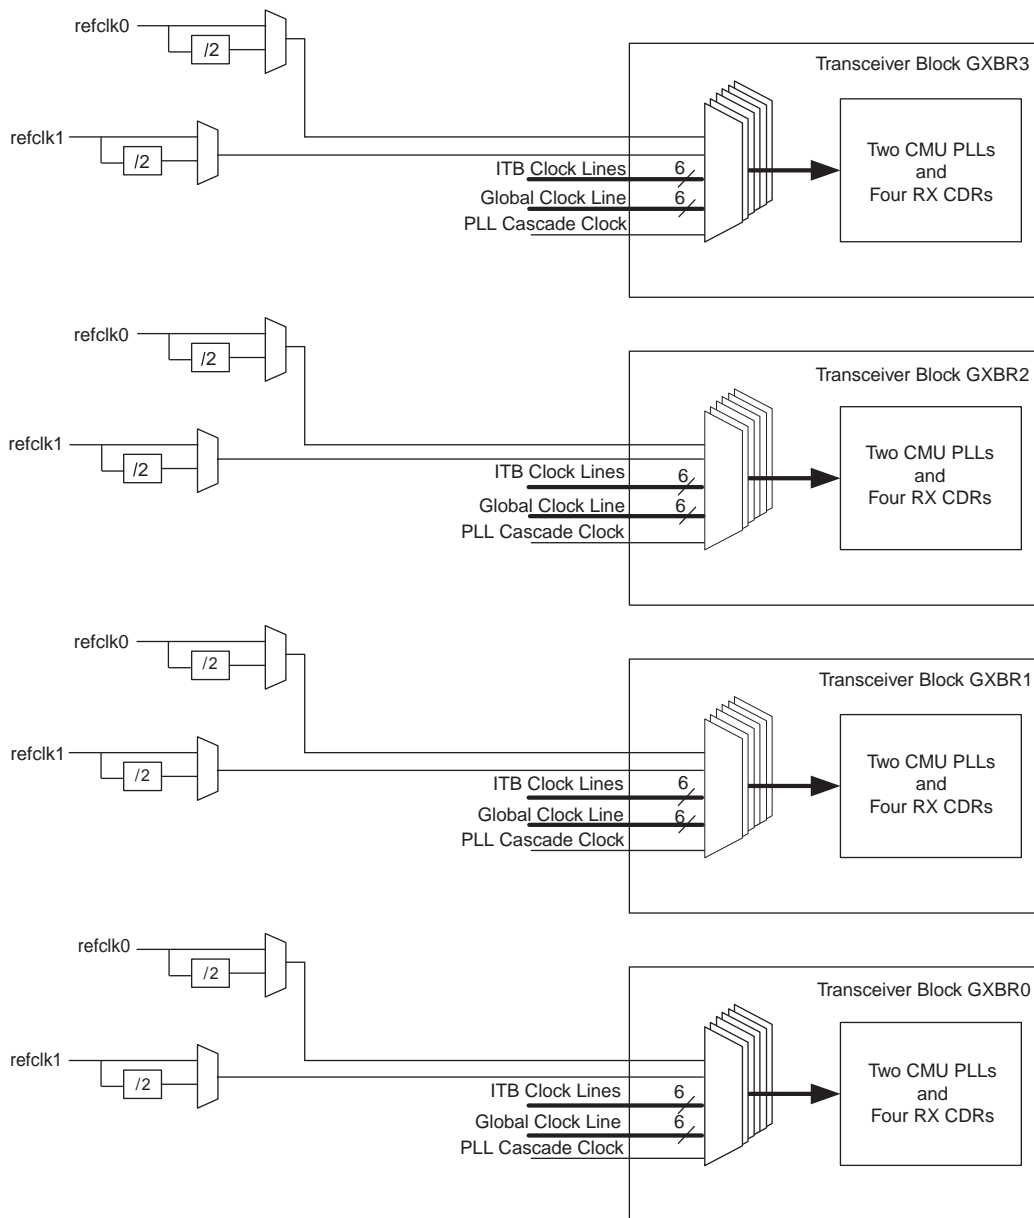 refclk0
/2
Transceiver Block GXBR3
refclk1
/2
ITB Clock Lines
6
Global Clock Line
6
PLL Cascade Clock
Two CMU PLLs
and
Four RX CDRs
refclk0
/2
Transceiver Block GXBR2
refclk1
/2
ITB Clock Lines
6
Global Clock Line
6
PLL Cascade Clock
Two CMU PLLs
and
Four RX CDRs
refclk0
/2
Transceiver Block GXBR1
refclk1
/2
ITB Clock Lines
6
Global Clock Line
6
PLL Cascade Clock
Two CMU PLLs
and
Four RX CDRs
refclk0
/2
Transceiver Block GXBR0
refclk1
/2
ITB Clock Lines
6
Global Clock Line
6
PLL Cascade Clock
Two CMU PLLs
and
Four RX CDRs